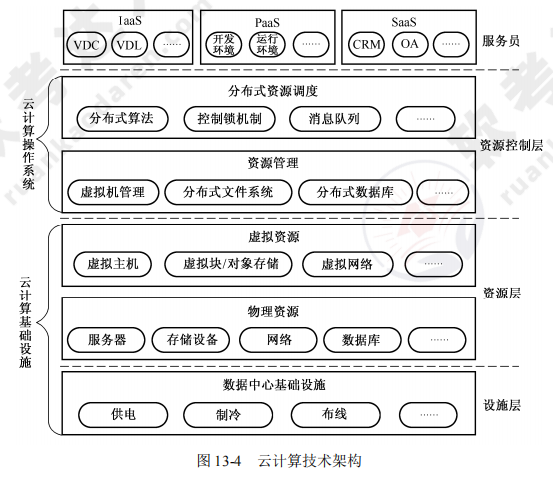 IaaS
PaaS
SaaS
VDC
VDL
……
开发
环境
运行
环境
……
CRM
OA
……
服务员
云计算操作系统
分布式资源调度
分布式算法
控制锁机制
消息队列
……
资源控制层
资源管理
虚拟机管理
分布式文件系统
分布式数据库
……
云计算基础设施
虚拟资源
虚拟主机
虚拟块/对象存储
虚拟网络
……
资源层
物理资源
服务器
存储设备
网络
数据库
……
数据中心基础设施
供电
制冷
布线
……
设施层
图 13-4 云计算技术架构